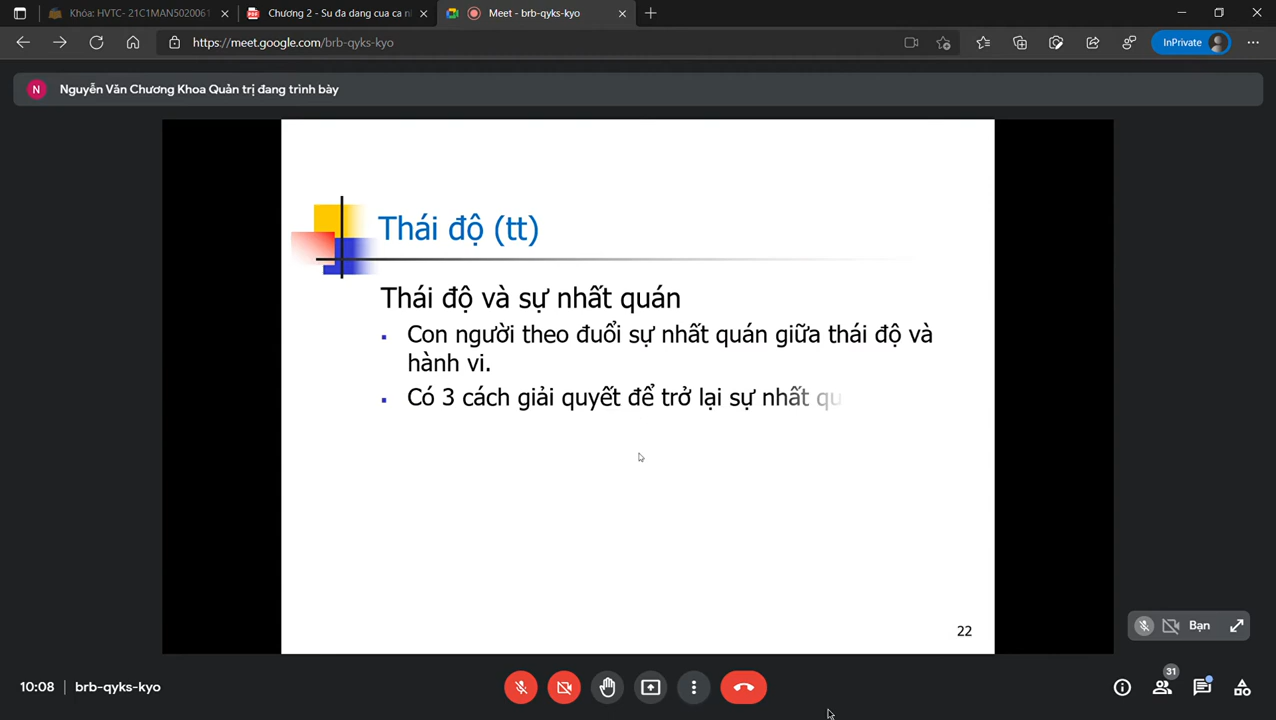 Khóa: HVTC- 21C1MAN5020061
Chương 2 - Su đa dang cua ca n
Meet - brb-qyks-kyo
https://meet.google.com/brb-qyks-kyo
InPrivate
N
Nguyễn Văn Chương Khoa Quản trị đang trình bày
Thái độ (tt)
Thái độ và sự nhất quán
Con người theo đuổi sự nhất quán giữa thái độ và
hành vi.
Có 3 cách giải quyết để trở lại sự nhất qu
22
Bạn
10:08 | brb-qyks-kyo
31